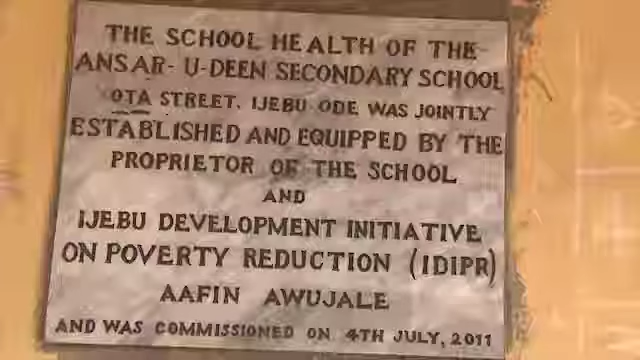 THE SCHOOL HEALTH OF THE
ANSAR-U-DEEN SECONDARY SCHOOL
OTA STREET. IJEBU ODE WAS JOINTLY
ESTABLISHED AND EQUIPPED BY THE
PROPRIETOR OF THE SCHOOL
AND
IJEBU DEVELOPMENT INITIATIVE
ON POVERTY REDUCTION (IDIPR)
AAFIN AWUJALE
AND WAS COMMISSIONED ON 4TH JULY, 2011